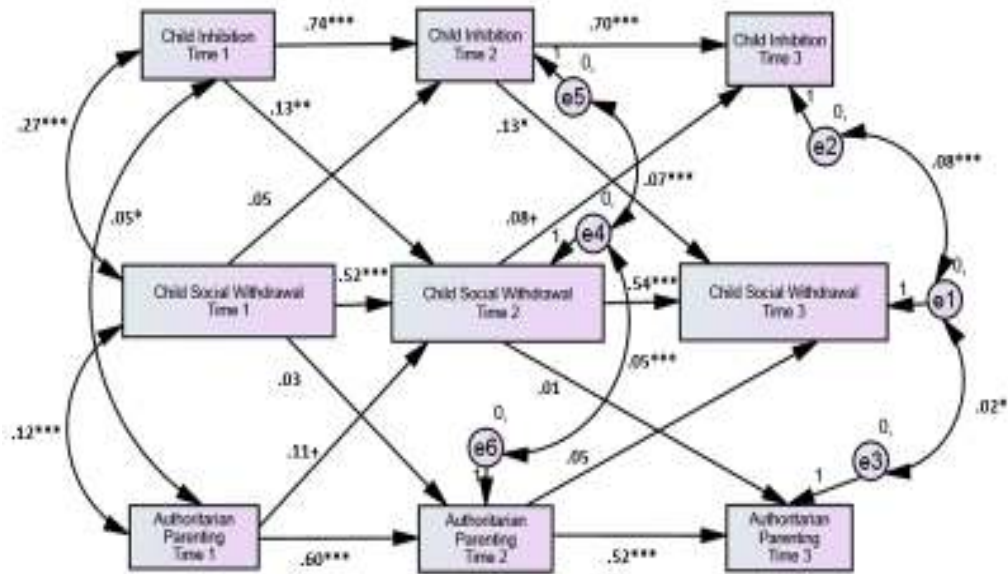 Child Inhibition
Time 1
.74***
Child Inhibition
Time 2
.70***
Child Inhibition
Time 3
1
0,
e5
1
0,
e2
.27***
.13**
.13*
.08***
.07***
.05*
.05
.08+
0,
e4
1
Child Social Withdrawal
Time 1
.52***
Child Social Withdrawal
Time 2
.54***
Child Social Withdrawal
Time 3
1
0,
e1
.12***
.03
.11+
.05***
.01
.05
.02*
0,
e6
1
0,
e3
1
Authoritarian
Parenting
Time 1
.60***
Authoritarian
Parenting
Time 2
.52***
Authoritarian
Parenting
Time 3